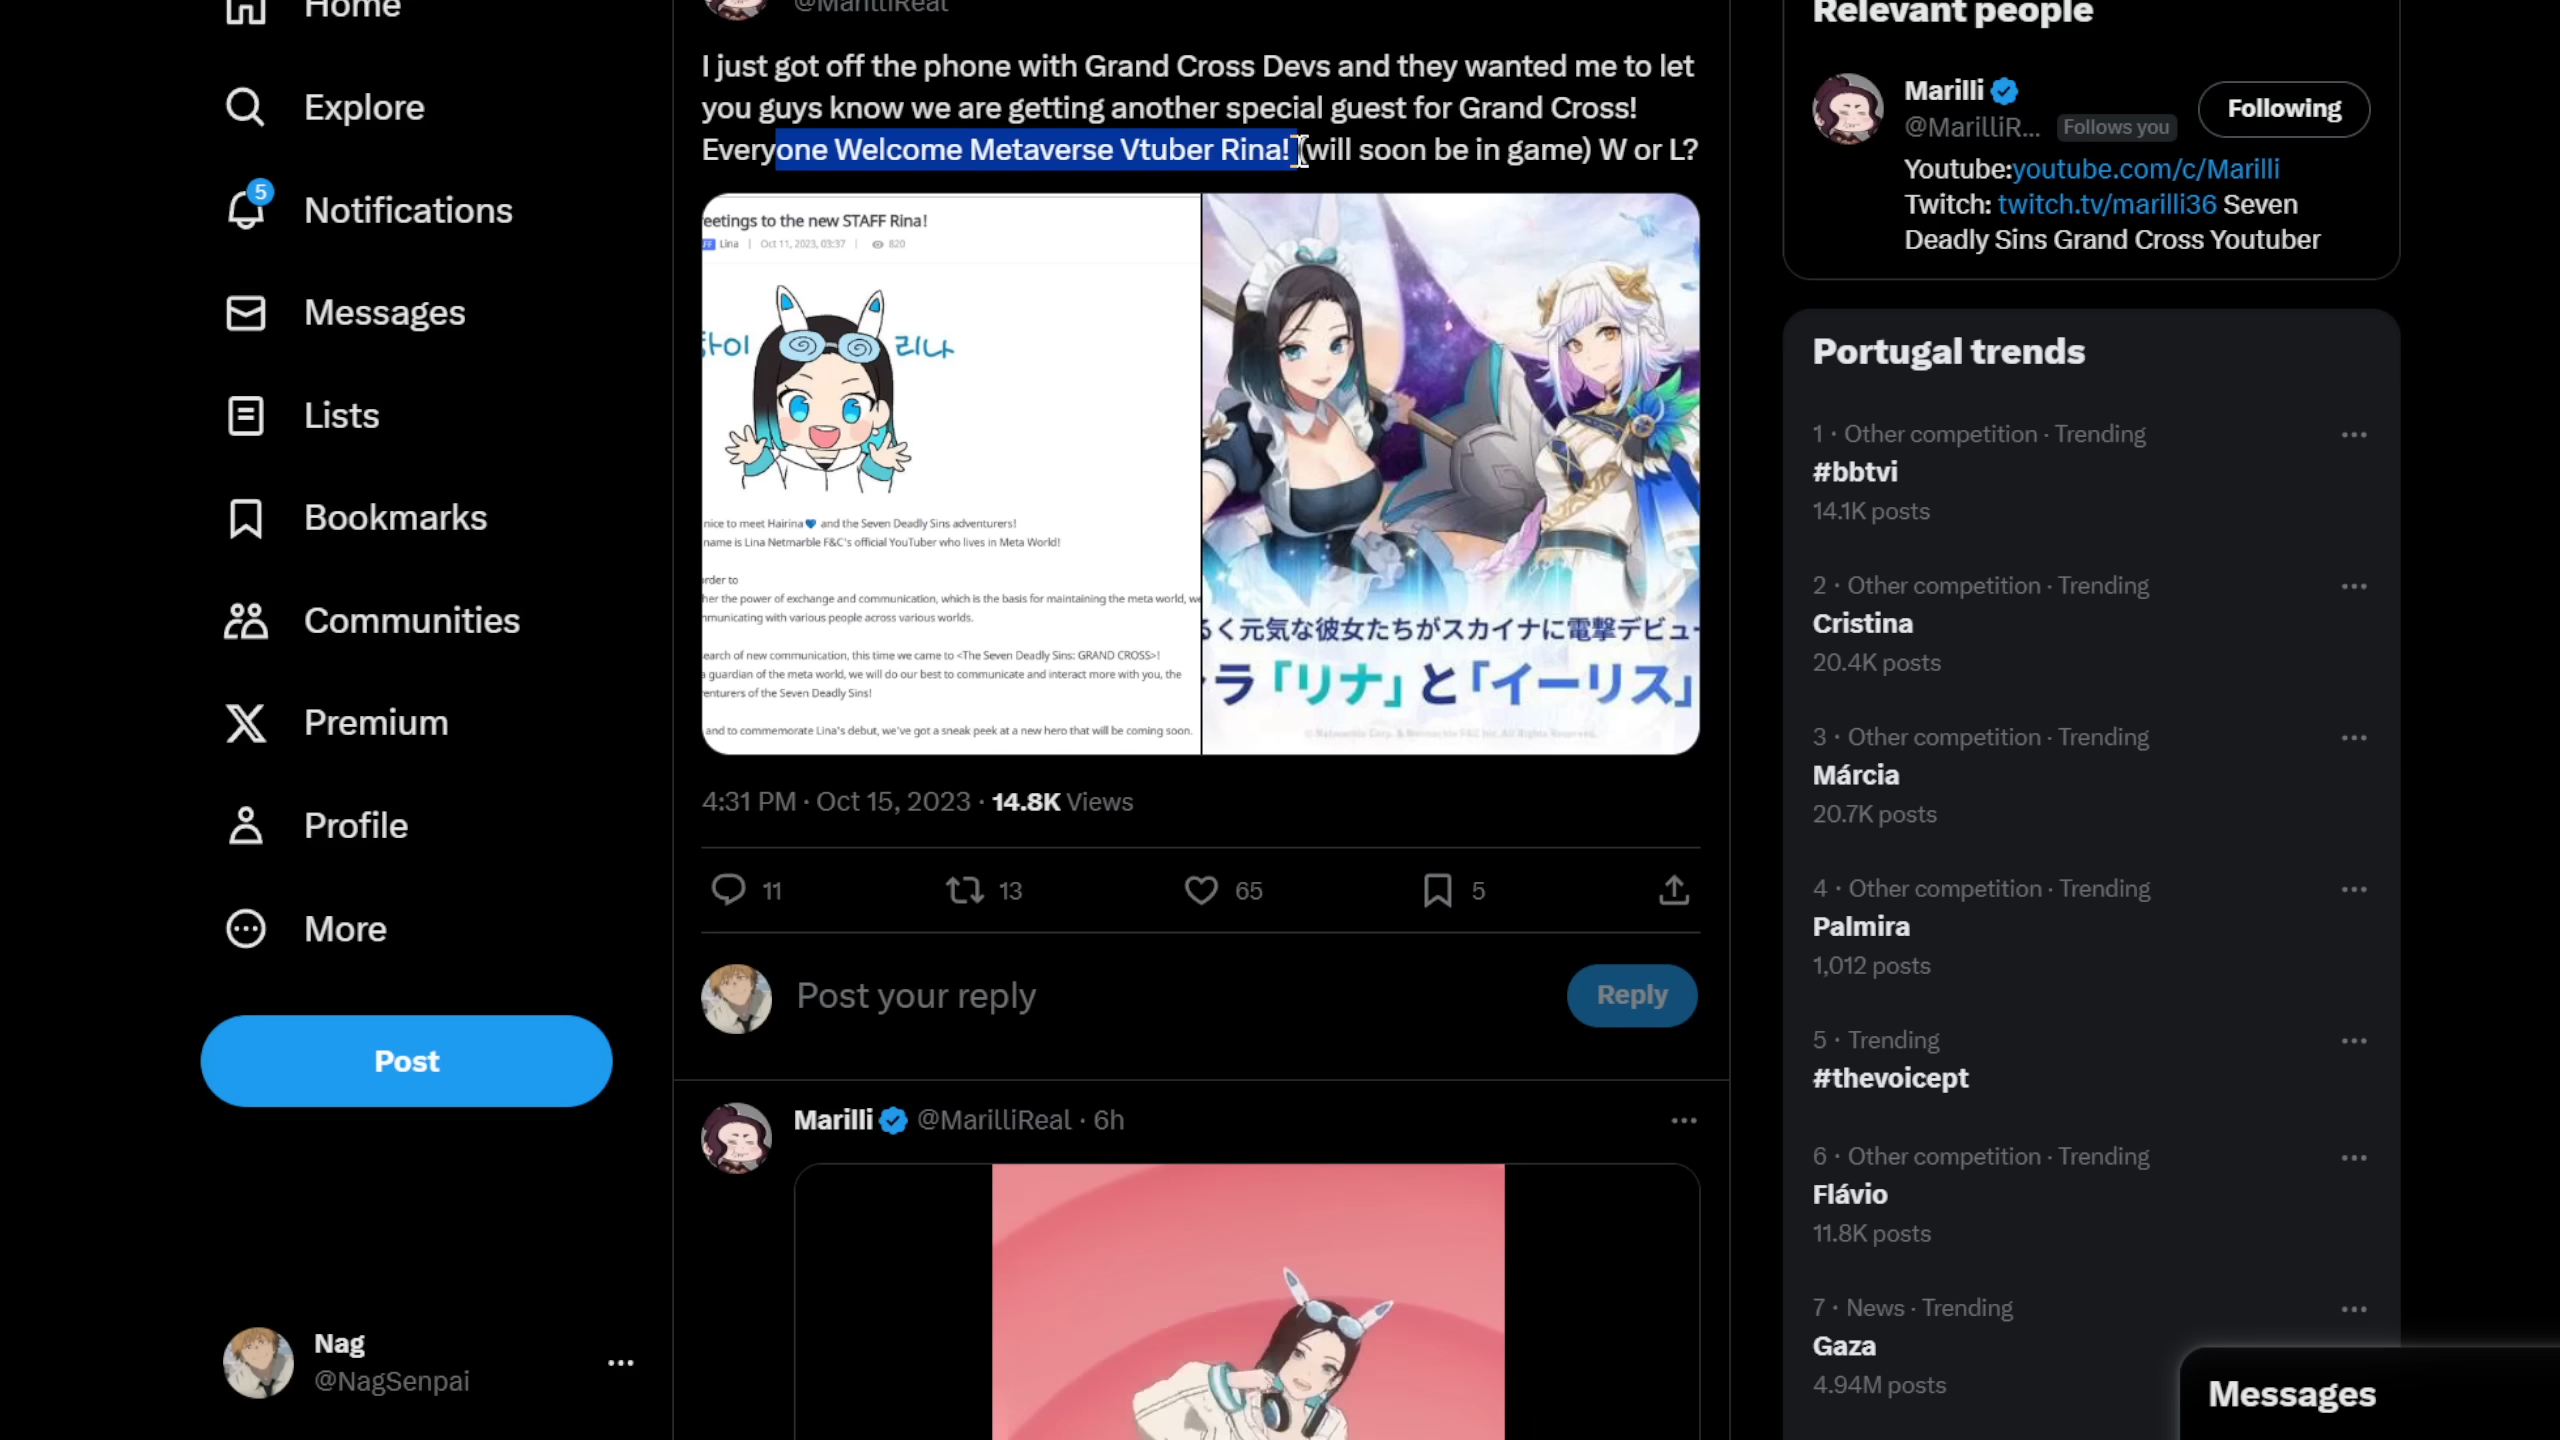 Home
Explore
5
Notifications
Messages
Lists
Bookmarks
Communities
Premium
Profile
More
Post
Nag
@NagSenpai
@MarilliReal
I just got off the phone with Grand Cross Devs and they wanted me to let
you guys know we are getting another special guest for Grand Cross!
Everyone Welcome Metaverse Vtuber Rina! (will soon be in game) W or L?
eetings to the new STAFF Rina!
FF Lina | Oct 11, 2023, 03:37 | 820
하이 리나
nice to meet Hairina💙 and the Seven Deadly Sins adventurers!
name is Lina Netmarble F&C's official YouTuber who lives in Meta World!
rder to
her the power of exchange and communication, which is the basis for maintaining the meta world, we
mmunicating with various people across various worlds.
earch of new communication, this time we came to <The Seven Deadly Sins: GRAND CROSS>!
a guardian of the meta world, we will do our best to communicate and interact more with you, the
enturers of the Seven Deadly Sins!
and to commemorate Lina's debut, we've got a sneak peek at a new hero that will be coming soon.
るく元気な彼女たちがスカイナに電撃デビュー
ラ「リナ」と「イーリス」
© Netmarble Corp. & Netmarble F&C Inc. All Rights Reserved.
4:31 PM · Oct 15, 2023 · 14.8K Views
11 13 65 5
Post your reply
Reply
Marilli @MarilliReal · 6h
Relevant people
Marilli
@MarilliR... Follows you
Following
Youtube:youtube.com/c/Marilli
Twitch: twitch.tv/marilli36 Seven
Deadly Sins Grand Cross Youtuber
Portugal trends
1 · Other competition · Trending
#bbtvi
14.1K posts
2 · Other competition · Trending
Cristina
20.4K posts
3 · Other competition · Trending
Márcia
20.7K posts
4 · Other competition · Trending
Palmira
1,012 posts
5 · Trending
#thevoicept
6 · Other competition · Trending
Flávio
11.8K posts
7 · News · Trending
Gaza
4.94M posts
Messages